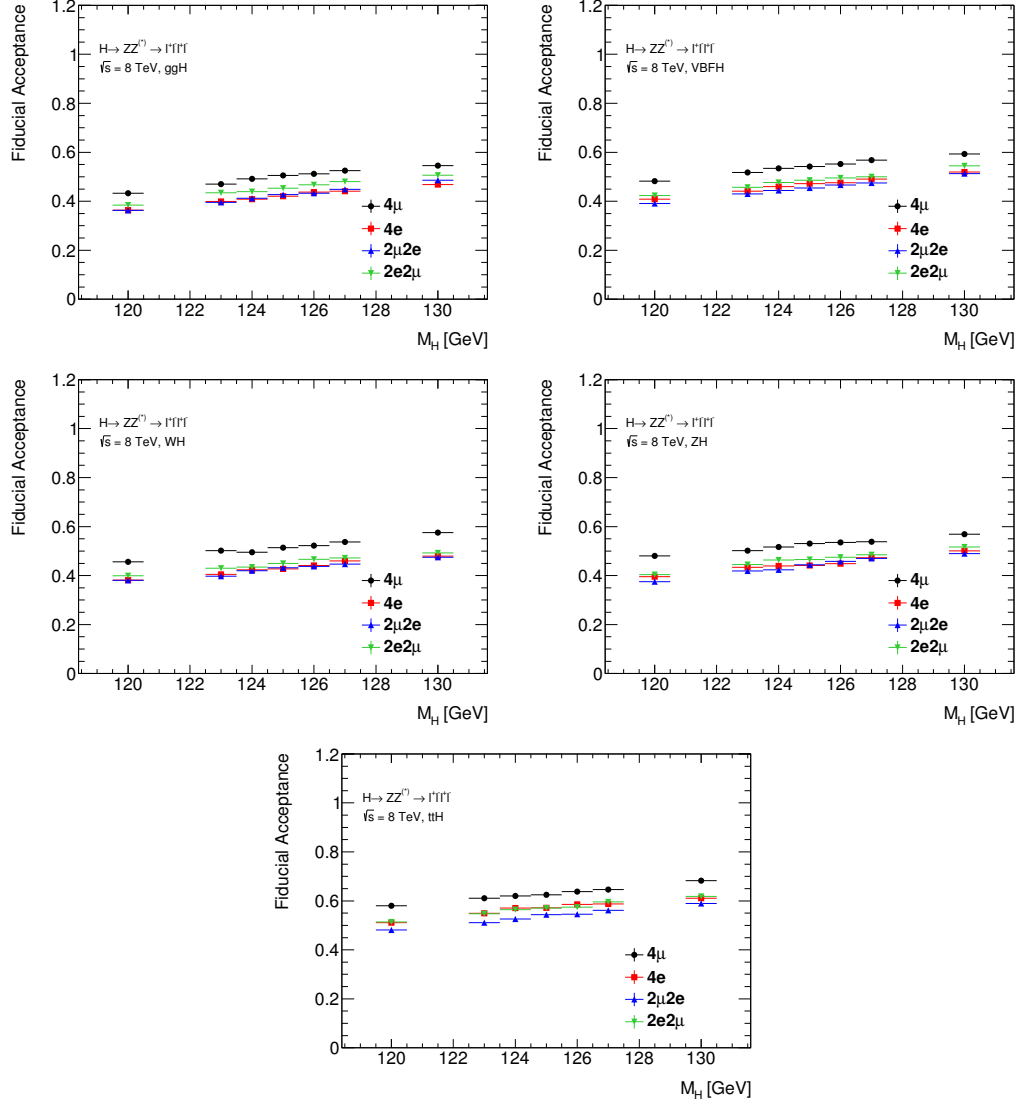 Fiducial Acceptance
1.2
1
0.8
0.6
0.4
0.2
0
H→ ZZ(*) → l+l-l+l-
√s = 8 TeV, ggH
4μ
4e
2μ2e
2e2μ
120 122 124 126 128 130
M_H [GeV]
Fiducial Acceptance
1.2
1
0.8
0.6
0.4
0.2
0
H→ ZZ(*) → l+l-l+l-
√s = 8 TeV, VBFH
4μ
4e
2μ2e
2e2μ
120 122 124 126 128 130
M_H [GeV]
Fiducial Acceptance
1.2
1
0.8
0.6
0.4
0.2
0
H→ ZZ(*) → l+l-l+l-
√s = 8 TeV, WH
4μ
4e
2μ2e
2e2μ
120 122 124 126 128 130
M_H [GeV]
Fiducial Acceptance
1.2
1
0.8
0.6
0.4
0.2
0
H→ ZZ(*) → l+l-l+l-
√s = 8 TeV, ZH
4μ
4e
2μ2e
2e2μ
120 122 124 126 128 130
M_H [GeV]
Fiducial Acceptance
1.2
1
0.8
0.6
0.4
0.2
0
H→ ZZ(*) → l+l-l+l-
√s = 8 TeV, ttH
4μ
4e
2μ2e
2e2μ
120 122 124 126 128 130
M_H [GeV]